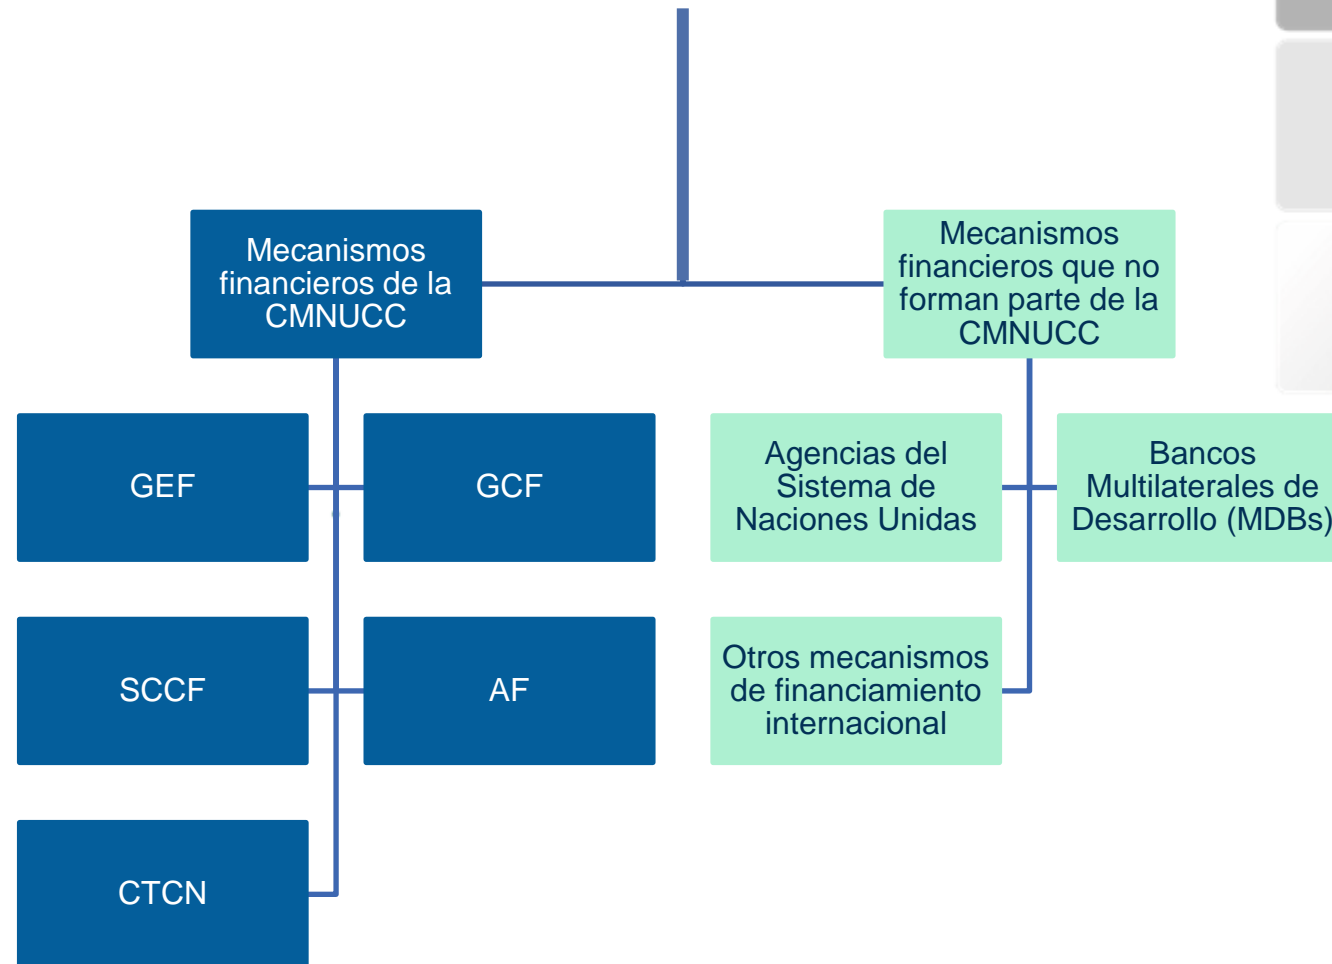 Mecanismos
financieros de la
CMNUCC
Mecanismos
financieros que no
forman parte de la
CMNUCC
GEF
GCF
Agencias del
Sistema de
Naciones Unidas
Bancos
Multilaterales de
Desarrollo (MDBs)
SCCF
AF
Otros mecanismos
de financiamiento
internacional
CTCN